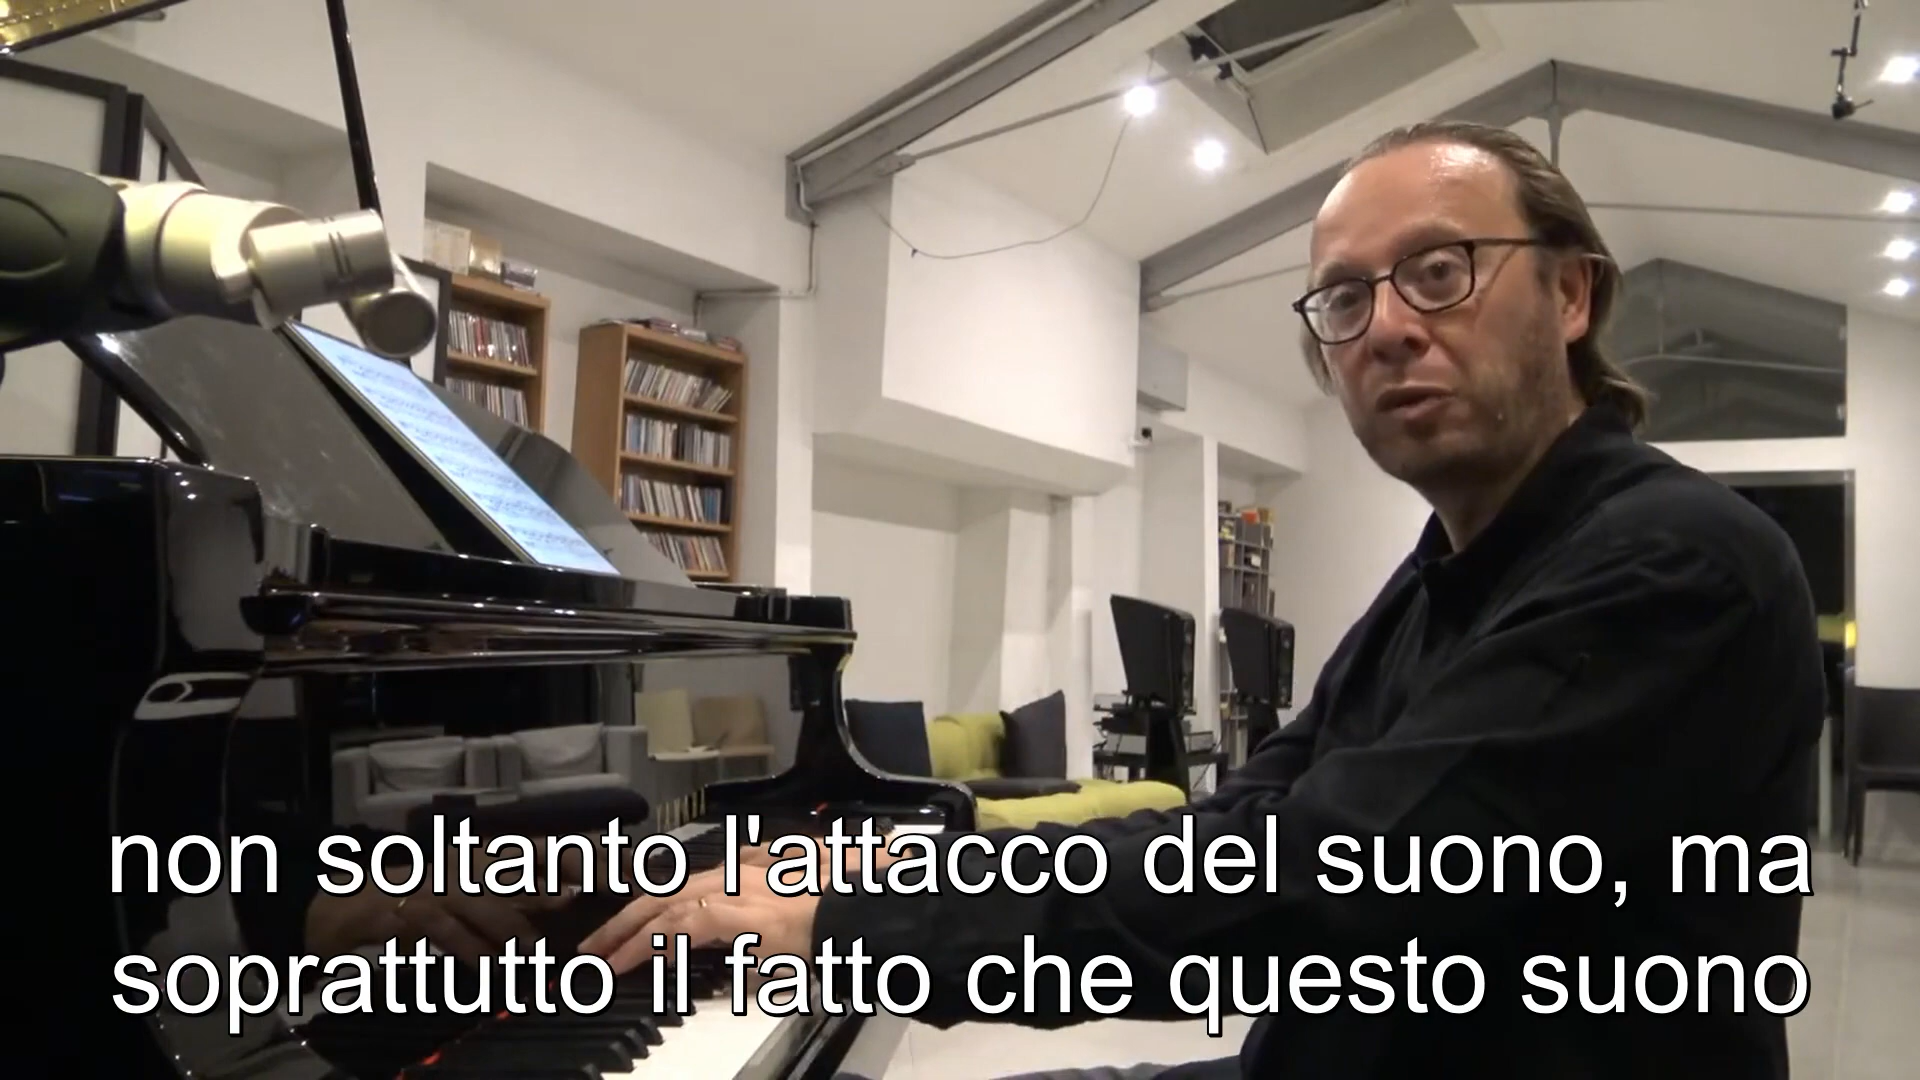 non soltanto l'attacco del suono, ma
soprattutto il fatto che questo suono